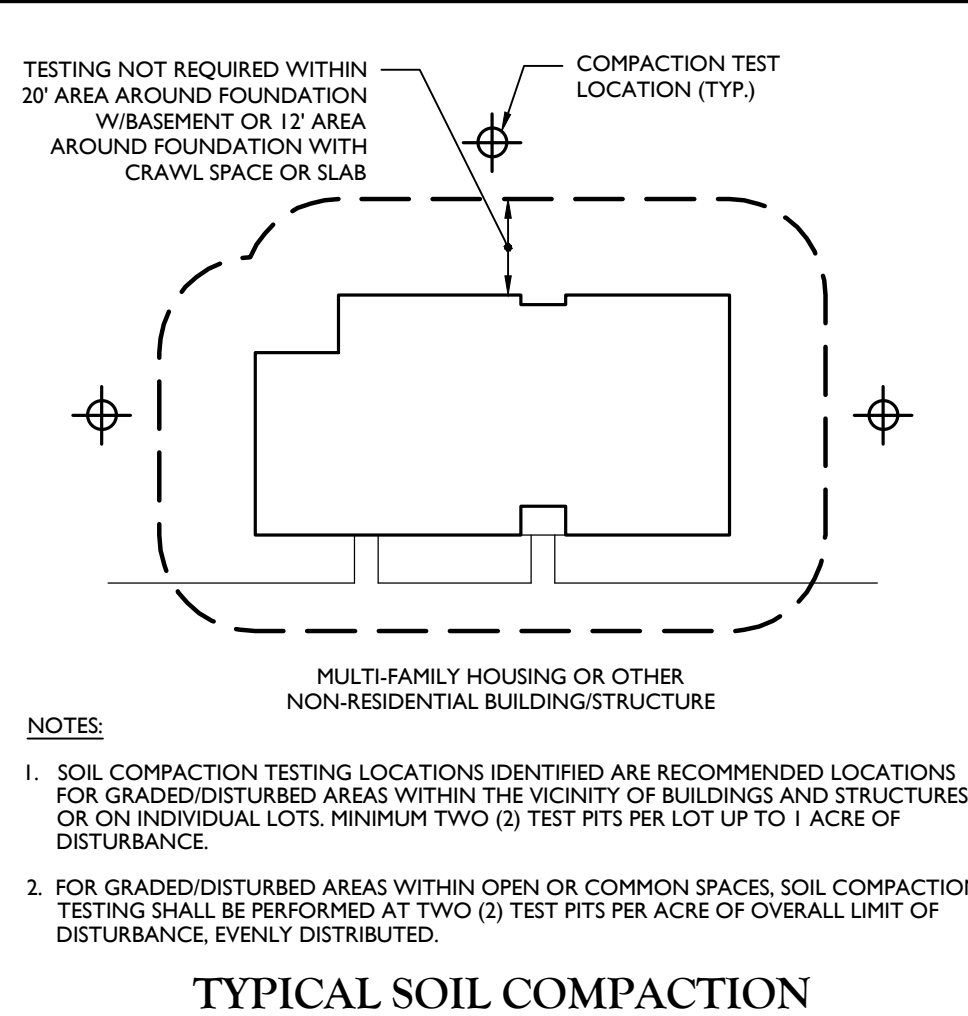 TESTING NOT REQUIRED WITHIN
20' AREA AROUND FOUNDATION
W/BASEMENT OR 12' AREA
AROUND FOUNDATION WITH
CRAWL SPACE OR SLAB
COMPACTION TEST
LOCATION (TYP.)
MULTI-FAMILY HOUSING OR OTHER
NON-RESIDENTIAL BUILDING/STRUCTURE
NOTES:
1. SOIL COMPACTION TESTING LOCATIONS IDENTIFIED ARE RECOMMENDED LOCATIONS
FOR GRADED/DISTURBED AREAS WITHIN THE VICINITY OF BUILDINGS AND STRUCTURES
OR ON INDIVIDUAL LOTS. MINIMUM TWO (2) TEST PITS PER LOT UP TO 1 ACRE OF
DISTURBANCE.
2. FOR GRADED/DISTURBED AREAS WITHIN OPEN OR COMMON SPACES, SOIL COMPACTION
TESTING SHALL BE PERFORMED AT TWO (2) TEST PITS PER ACRE OF OVERALL LIMIT OF
DISTURBANCE, EVENLY DISTRIBUTED.
TYPICAL SOIL COMPACTION